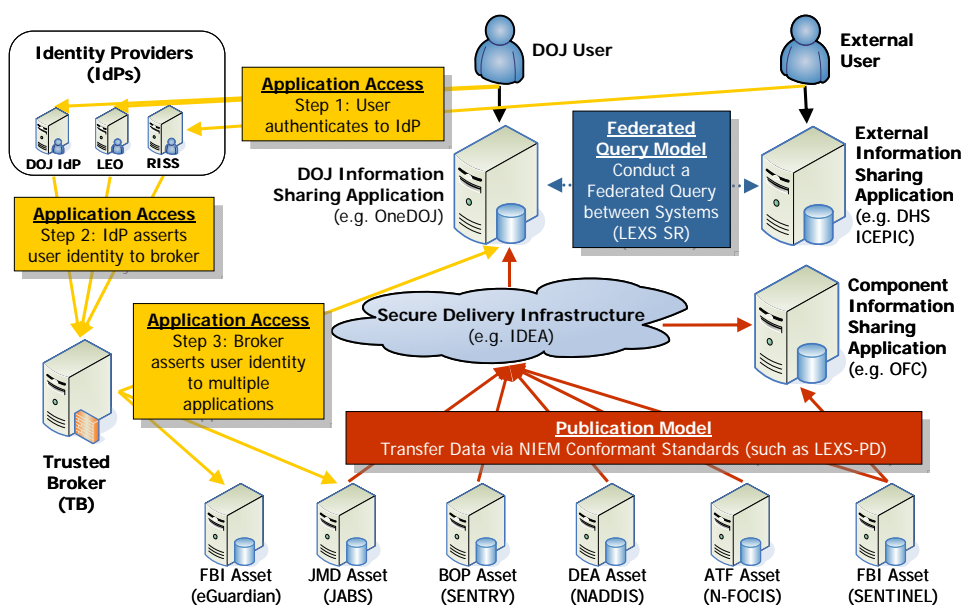 Identity Providers
(IdPs)
DOJ IdP
LEO
RISS
Application Access
Step 1: User
authenticates to IdP
DOJ User
External
User
DOJ Information
Sharing Application
(e.g. OneDOJ)
Federated
Query Model
Conduct a
Federated Query
between Systems
(LEXS SR)
External
Information
Sharing
Application
(e.g. DHS
ICEPIC)
Application Access
Step 2: IdP asserts
user identity to broker
Secure Delivery Infrastructure
(e.g. IDEA)
Component
Information
Sharing
Application
(e.g. OFC)
Application Access
Step 3: Broker
asserts user identity
to multiple
applications
Trusted
Broker
(TB)
Publication Model
Transfer Data via NIEM Conformant Standards (such as LEXS-PD)
FBI Asset
(eGuardian)
JMD Asset
(JABS)
BOP Asset
(SENTRY)
DEA Asset
(NADDIS)
ATF Asset
(N-FOCIS)
FBI Asset
(SENTINEL)